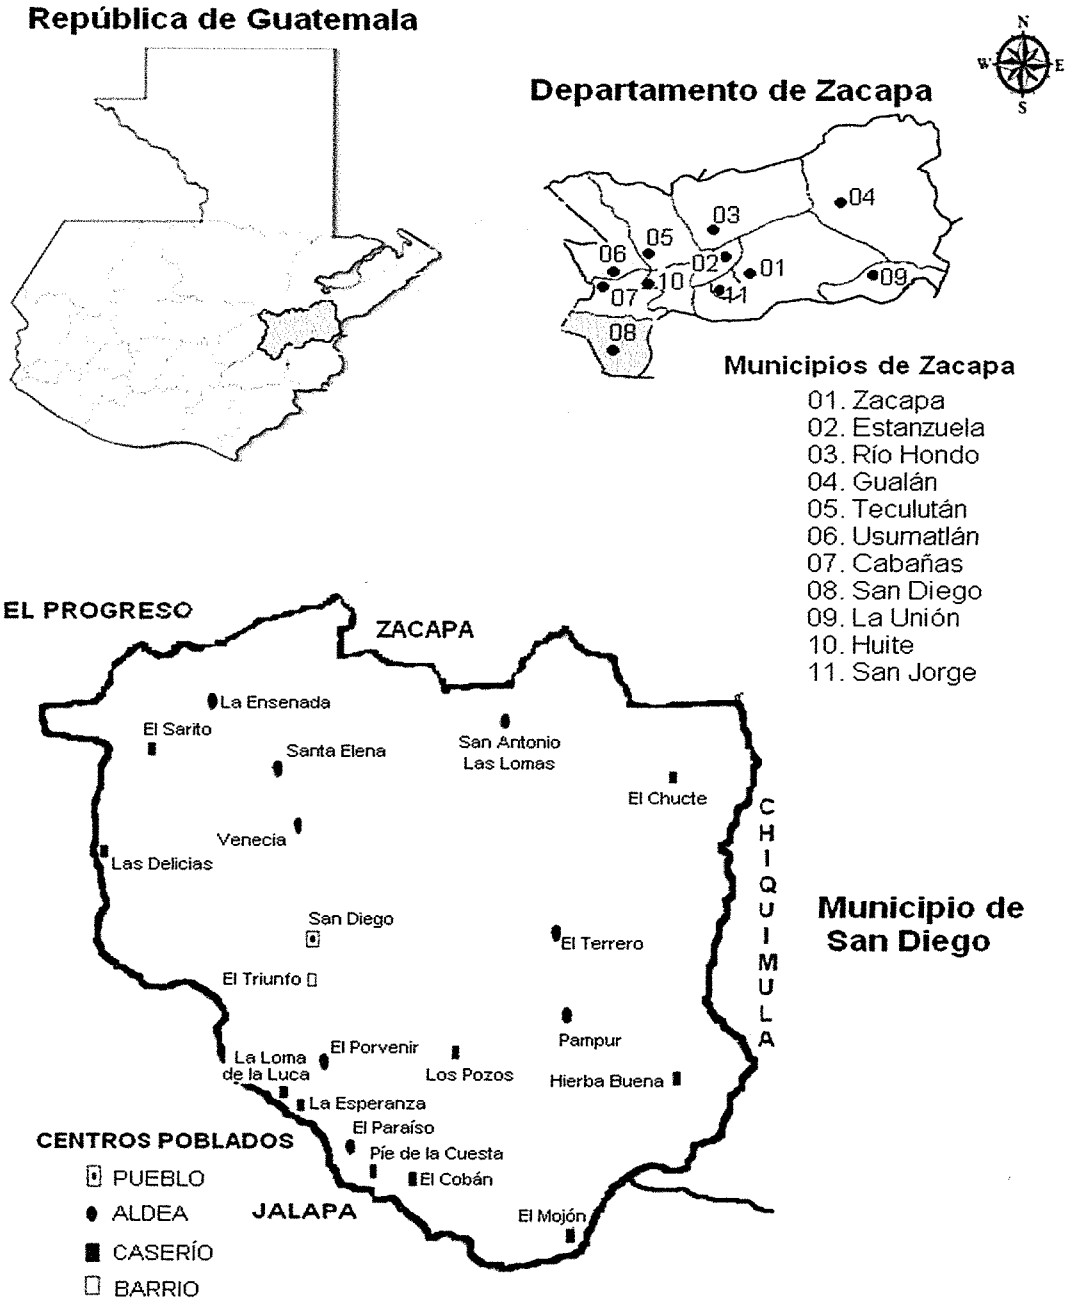 República de Guatemala
N
W E
S
Departamento de Zacapa
04
03
05
02
06
01
09
10
07
11
08
Municipios de Zacapa
01. Zacapa
02. Estanzuela
03. Río Hondo
04. Gualán
05. Teculután
06. Usumatlán
07. Cabañas
08. San Diego
09. La Unión
10. Huite
11. San Jorge
EL PROGRESO
ZACAPA
La Ensenada
El Sarito
San Antonio
Las Lomas
Santa Elena
El Chucte
CHIQUIMULA
Venecia
Las Delicias
Municipio de
San Diego
San Diego
El Terrero
El Triunfo
Pampur
El Porvenir
La Loma
de la Luca
Los Pozos
Hierba Buena
La Esperanza
El Paraíso
Píe de la Cuesta
El Cobán
El Mojón
JALAPA
CENTROS POBLADOS
PUEBLO
ALDEA
CASERÍO
BARRIO